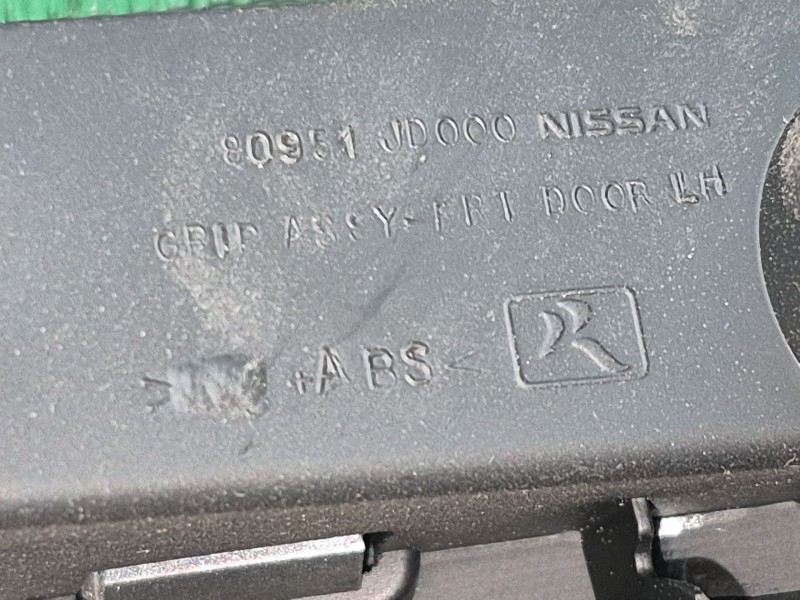 80951 JD000 NISSAN
GRIP ASSY-FRT DOOR LH
+ABS<